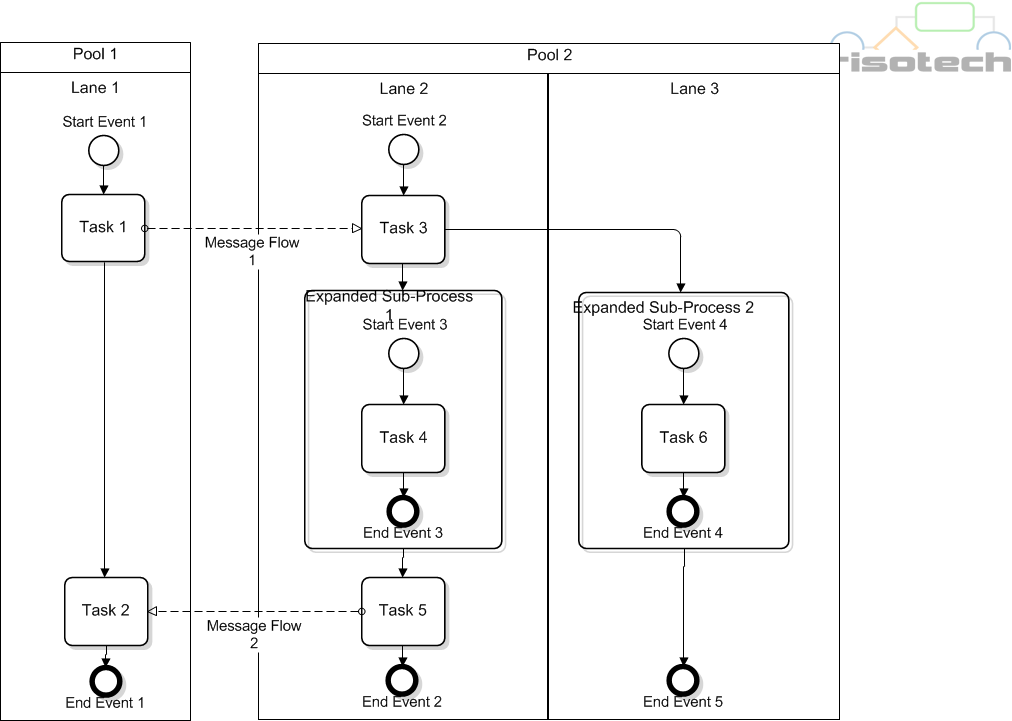 Pool 1
Pool 2
risotech
Lane 1
Lane 2
Lane 3
Start Event 1
Start Event 2
Task 1
Task 3
Message Flow
1
Expanded Sub-Process
1
Expanded Sub-Process 2
Start Event 3
Start Event 4
Task 4
Task 6
End Event 3
End Event 4
Task 2
Task 5
Message Flow
2
End Event 1
End Event 2
End Event 5